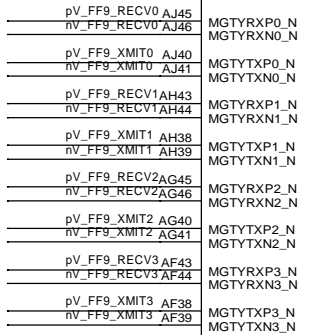 pV_FF9_RECV0 AJ45 MGTYRXP0_N
nV_FF9_RECV0 AJ46 MGTYRXN0_N
pV_FF9_XMIT0 AJ40 MGTYTXP0_N
nV_FF9_XMIT0 AJ41 MGTYTXN0_N
pV_FF9_RECV1 AH43 MGTYRXP1_N
nV_FF9_RECV1 AH44 MGTYRXN1_N
pV_FF9_XMIT1 AH38 MGTYTXP1_N
nV_FF9_XMIT1 AH39 MGTYTXN1_N
pV_FF9_RECV2 AG45 MGTYRXP2_N
nV_FF9_RECV2 AG46 MGTYRXN2_N
pV_FF9_XMIT2 AG40 MGTYTXP2_N
nV_FF9_XMIT2 AG41 MGTYTXN2_N
pV_FF9_RECV3 AF43 MGTYRXP3_N
nV_FF9_RECV3 AF44 MGTYRXN3_N
pV_FF9_XMIT3 AF38 MGTYTXP3_N
nV_FF9_XMIT3 AF39 MGTYTXN3_N